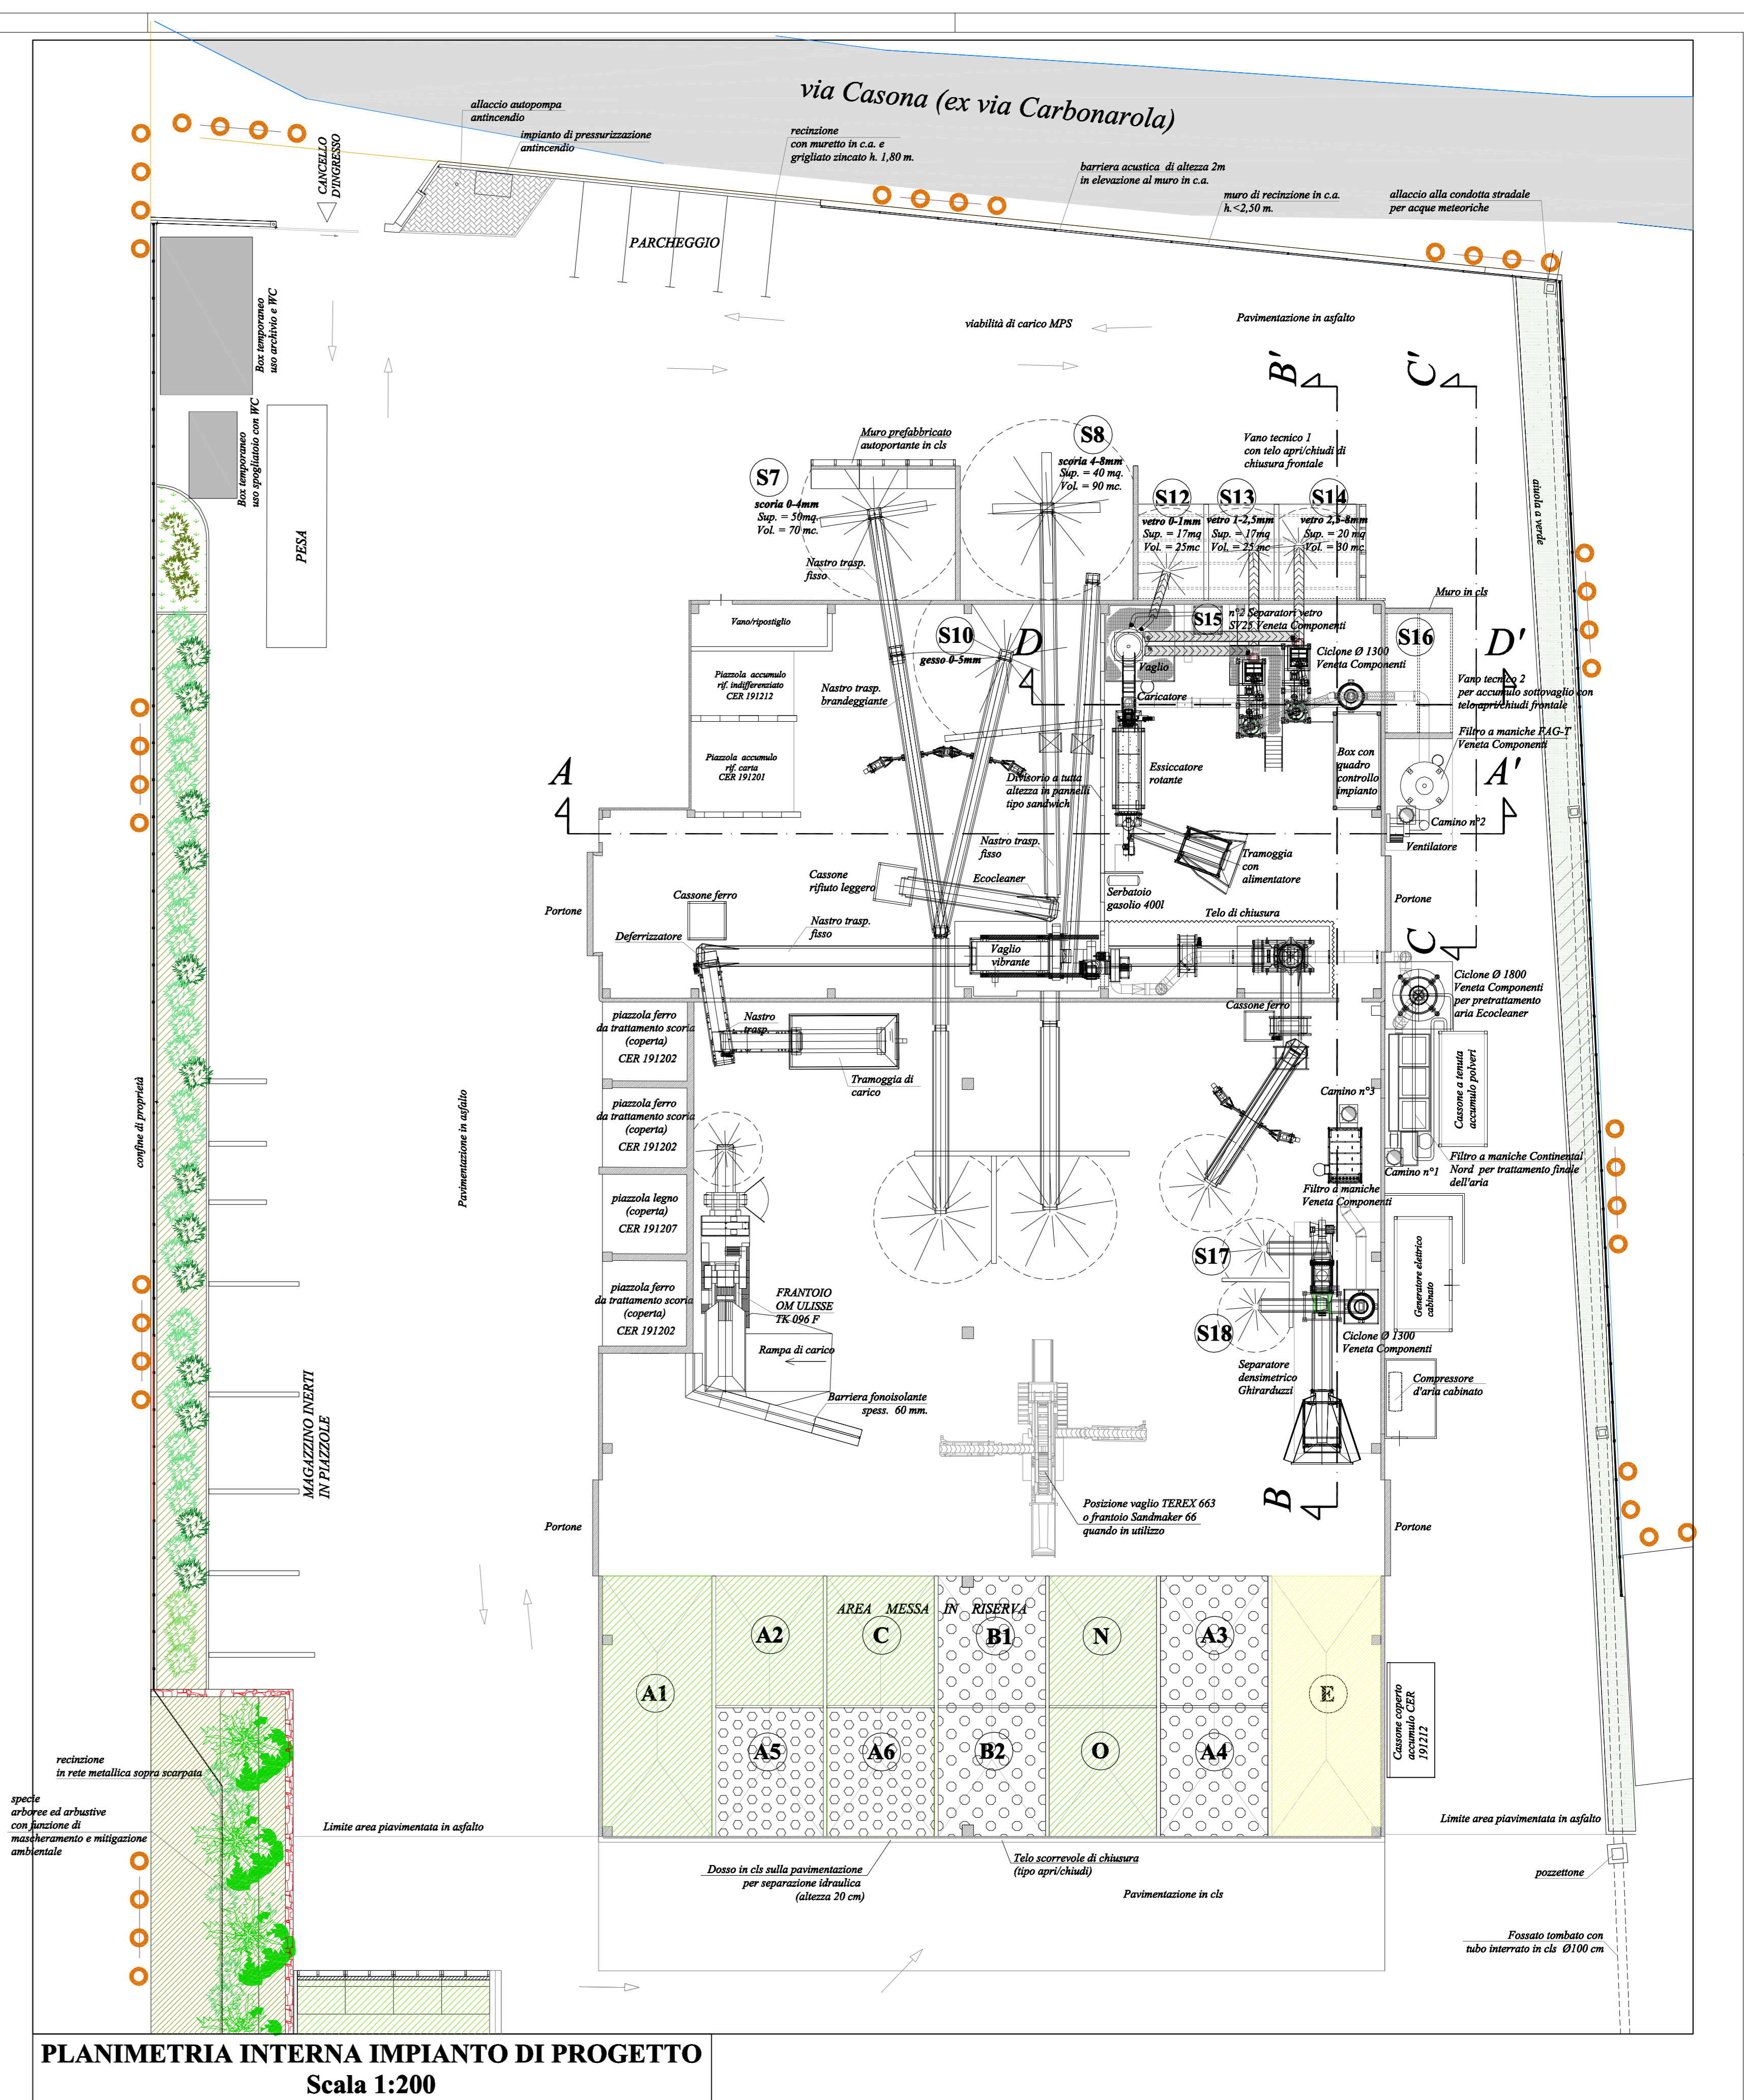 via Casona (ex via Carbonarola)
allaccio autopompa
antincendio
impianto di pressurizzazione
antincendio
recinzione
con muretto in c.a. e
grigliato zincato h. 1,80 m.
barriera acustica di altezza 2m
in elevazione al muro in c.a.
muro di recinzione in c.a.
h.<2,50 m.
allaccio alla condotta stradale
per acque meteoriche
CANCELLO
D'INGRESSO
PARCHEGGIO
Box temporaneo
uso archivio e WC
Box temporaneo
uso spogliatoio con WC
PESA
viabilità di carico MPS
Pavimentazione in asfalto
B'
C'
aiuola a verde
Muro prefabbricato
autoportante in cls
S7
scoria 0-4mm
Sup. = 50mq.
Vol. = 70 mc.
S8
scoria 4-8mm
Sup. = 40 mq.
Vol. = 90 mc.
Vano tecnico 1
con telo apri/chiudi di
chiusura frontale
S12
vetro 0-1mm
Sup. = 17mq
Vol. = 25mc
S13
vetro 1-2,5mm
Sup. = 17mq
Vol. = 25 mc
S14
vetro 2,5-8mm
Sup. = 20 mq
Vol. = 30 mc
Nastro trasp.
fisso
Muro in cls
Vano/ripostiglio
S10
gesso 0-5mm
D
S15
n°2 Separatori vetro
SV25 Veneta Componenti
S16
D'
Vaglio
Caricatore
Ciclone Ø 1300
Veneta Componenti
Piazzola accumulo
rif. indifferenziato
CER 191212
Nastro trasp.
brandeggiante
Vano tecnico 2
per accumulo sottovaglio con
telo apri/chiudi frontale
Filtro a maniche FAG-T
Veneta Componenti
Piazzola accumulo
rif. carta
CER 191201
A
Divisorio a tutta
altezza in pannelli
tipo sandwich
Essiccatore
rotante
Box con
quadro
controllo
impianto
A'
Camino n°2
Ventilatore
Nastro trasp.
fisso
Tramoggia
con
alimentatore
Cassone
rifiuto leggero
Ecocleaner
Serbatoio
gasolio 400l
Cassone ferro
Portone
Deferrizzatore
Nastro trasp.
fisso
Telo di chiusura
Portone
C
Vaglio
vibrante
Ciclone Ø 1800
Veneta Componenti
per pretrattamento
aria Ecocleaner
Cassone ferro
piazzola ferro
da trattamento scoria
(coperta)
CER 191202
Nastro
trasp.
Tramoggia di
carico
Camino n°3
Cassone a tenuta
accumulo polveri
confine di proprietà
Pavimentazione in asfalto
piazzola ferro
da trattamento scoria
(coperta)
CER 191202
Camino n°1
Filtro a maniche Continental
Nord per trattamento finale
dell'aria
piazzola legno
(coperta)
CER 191207
Filtro a maniche
Veneta Componenti
S17
Generatore elettrico
cabinato
piazzola ferro
da trattamento scoria
(coperta)
CER 191202
FRANTOIO
OM ULISSE
TK 096 F
Rampa di carico
S18
Ciclone Ø 1300
Veneta Componenti
Separatore
densimetrico
Ghirarduzzi
Compressore
d'aria cabinato
Barriera fonoisolante
spess. 60 mm.
MAGAZZINO INERTI
IN PIAZZOLE
Posizione vaglio TEREX 663
o frantoio Sandmaker 66
quando in utilizzo
B
Portone
Portone
AREA MESSA IN RISERVA
A1
A2
C
B1
N
A3
E
A5
A6
B2
O
A4
Cassone coperto
accumulo CER
191212
recinzione
in rete metallica sopra scarpata
specie
arboree ed arbustive
con funzione di
mascheramento e mitigazione
ambientale
Limite area piavimentata in asfalto
Limite area piavimentata in asfalto
Dosso in cls sulla pavimentazione
per separazione idraulica
(altezza 20 cm)
Telo scorrevole di chiusura
(tipo apri/chiudi)
Pavimentazione in cls
pozzettone
Fossato tombato con
tubo interrato in cls Ø100 cm
PLANIMETRIA INTERNA IMPIANTO DI PROGETTO
Scala 1:200